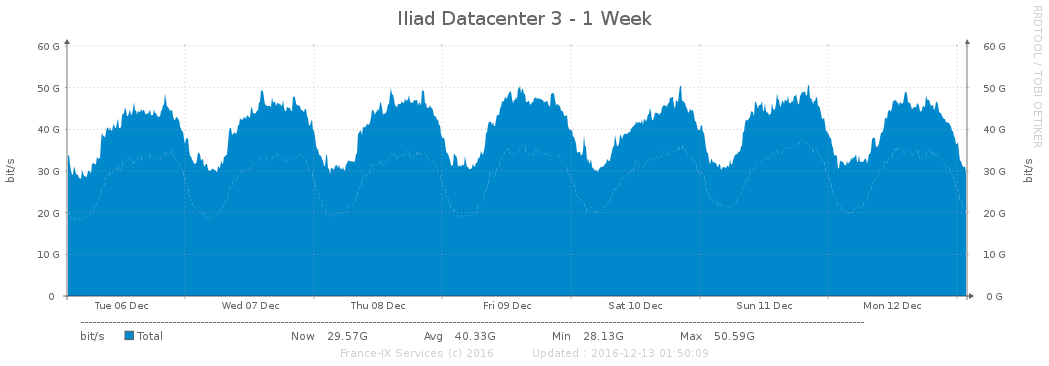 Iliad Datacenter 3 - 1 Week
RRDTOOL / TOBI OETIKER
60 G 60 G
50 G 50 G
40 G 40 G
30 G 30 G
20 G 20 G
10 G 10 G
0 0 G
bit/s bit/s
Tue 06 Dec Wed 07 Dec Thu 08 Dec Fri 09 Dec Sat 10 Dec Sun 11 Dec Mon 12 Dec
bit/s Total Now 29.57G Avg 40.33G Min 28.13G Max 50.59G
France-IX Services (c) 2016 Updated : 2016-12-13 01:50:09